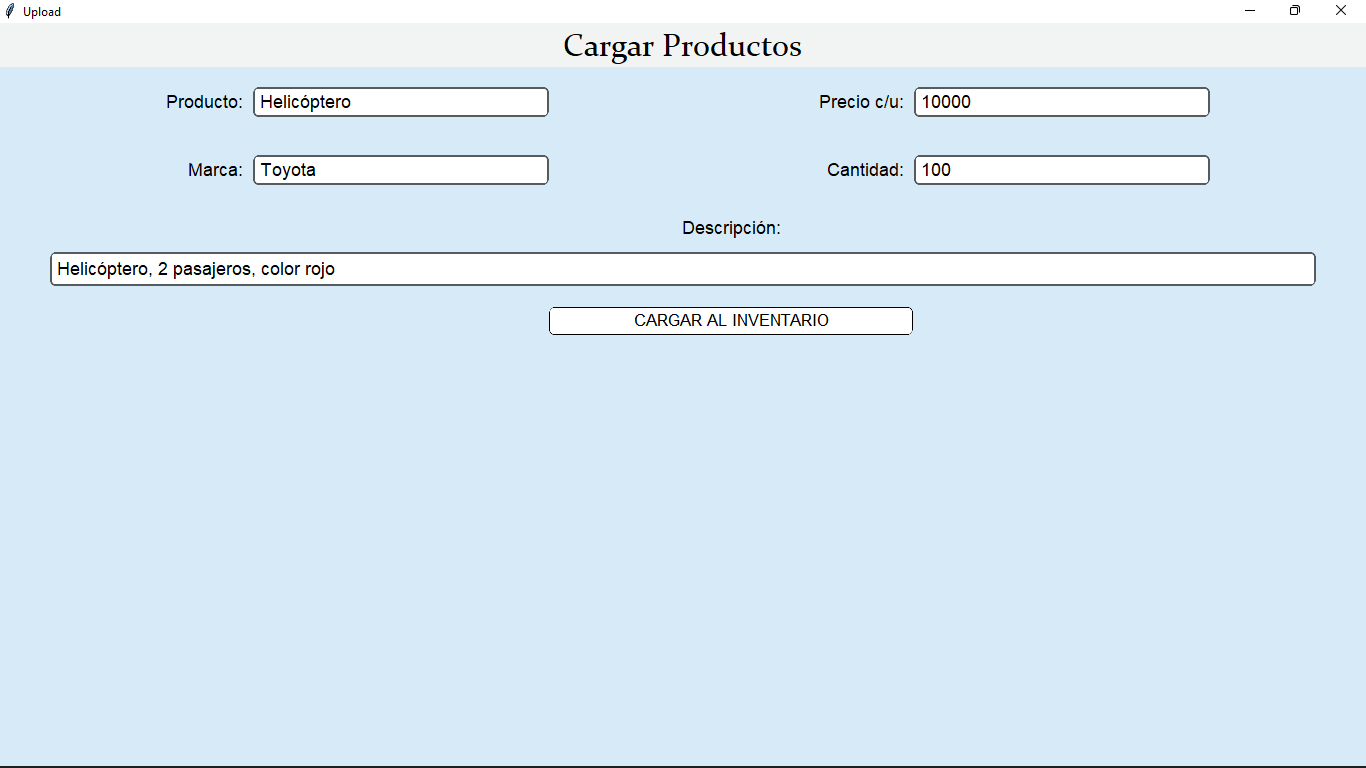 Upload
Cargar Productos
Producto: Helicóptero Precio c/u: 10000
Marca: Toyota Cantidad: 100
Descripción:
Helicóptero, 2 pasajeros, color rojo
CARGAR AL INVENTARIO